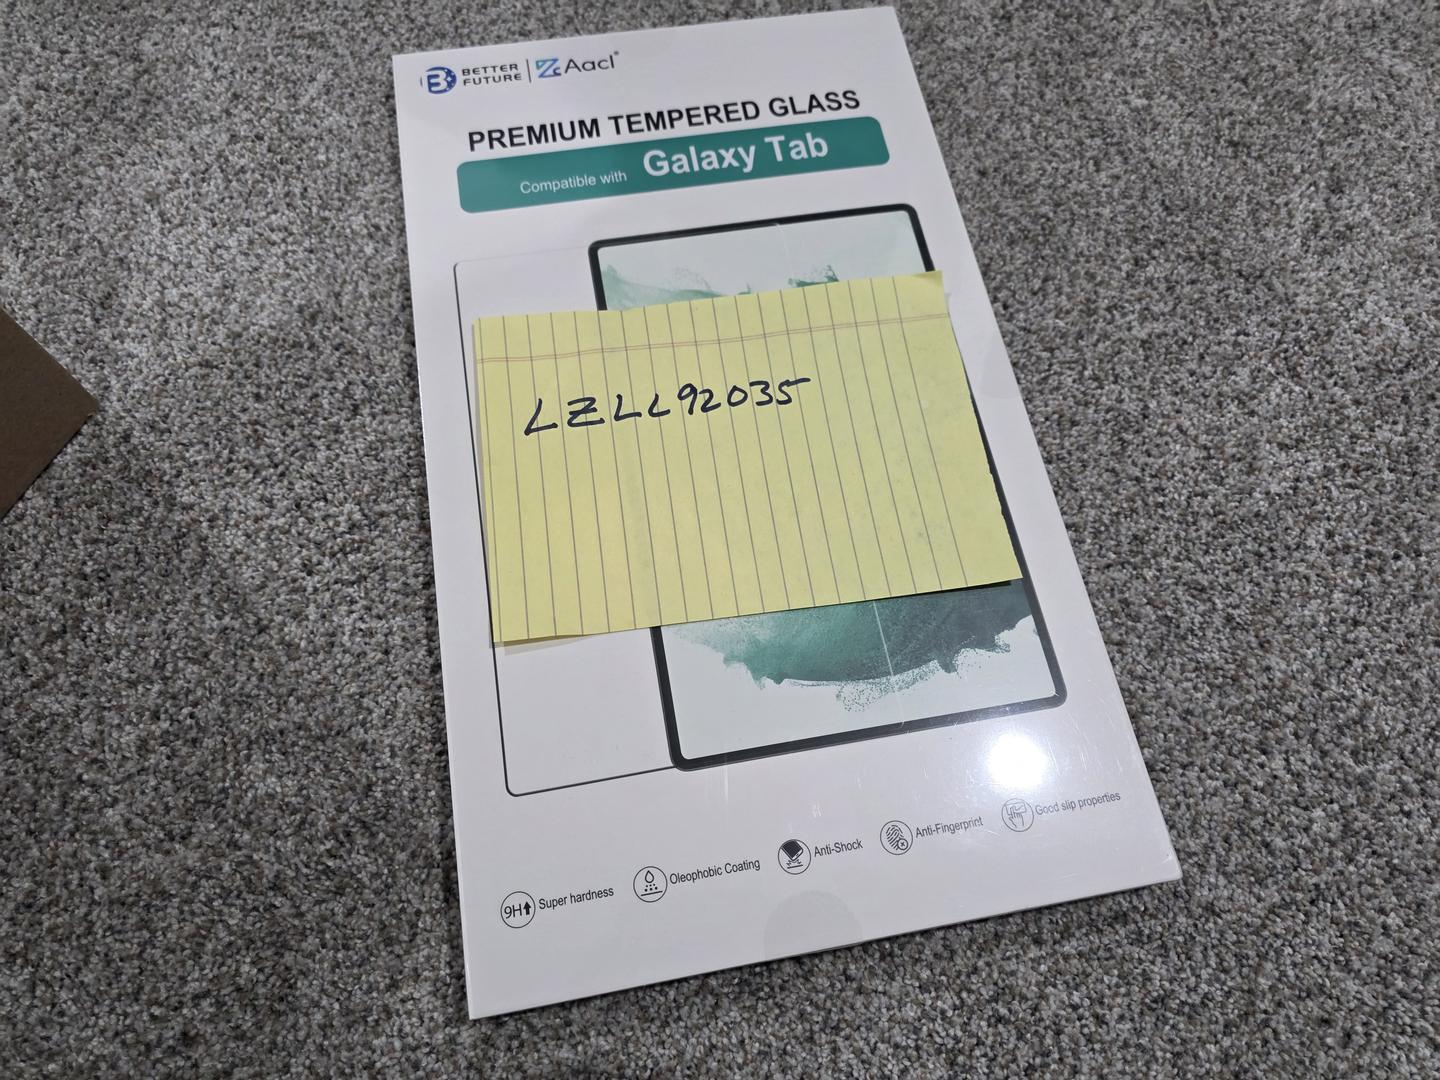 BETTER FUTURE | Aacl®
PREMIUM TEMPERED GLASS
Compatible with Galaxy Tab
LZLL92035
9H Super hardness
Oleophobic Coating
Anti-Shock
Anti-Fingerprint
Good slip properties